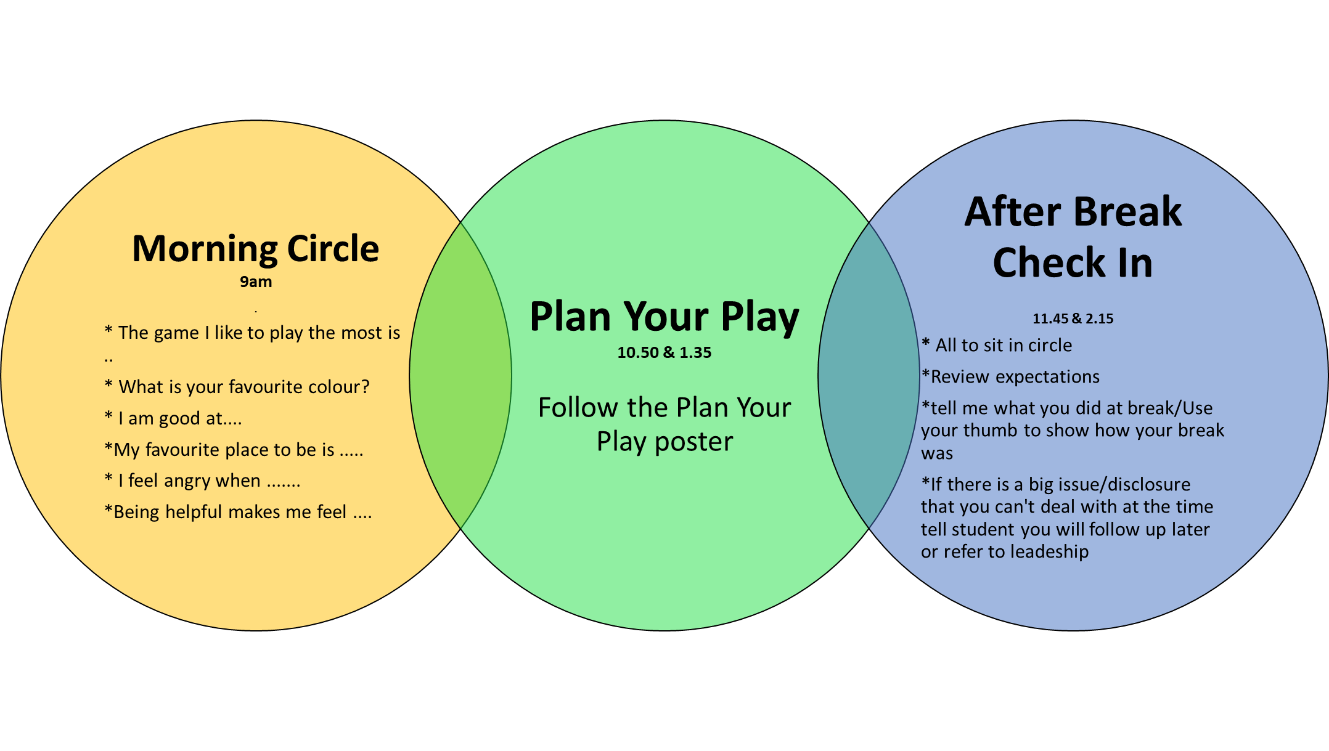 Morning Circle
9am
.
* The game I like to play the most is
..
* What is your favourite colour?
* I am good at....
*My favourite place to be is .....
* I feel angry when .......
*Being helpful makes me feel ....
Plan Your Play
10.50 & 1.35
Follow the Plan Your
Play poster
After Break
Check In
11.45 & 2.15
* All to sit in circle
*Review expectations
*tell me what you did at break/Use
your thumb to show how your break
was
*If there is a big issue/disclosure
that you can't deal with at the time
tell student you will follow up later
or refer to leadeship